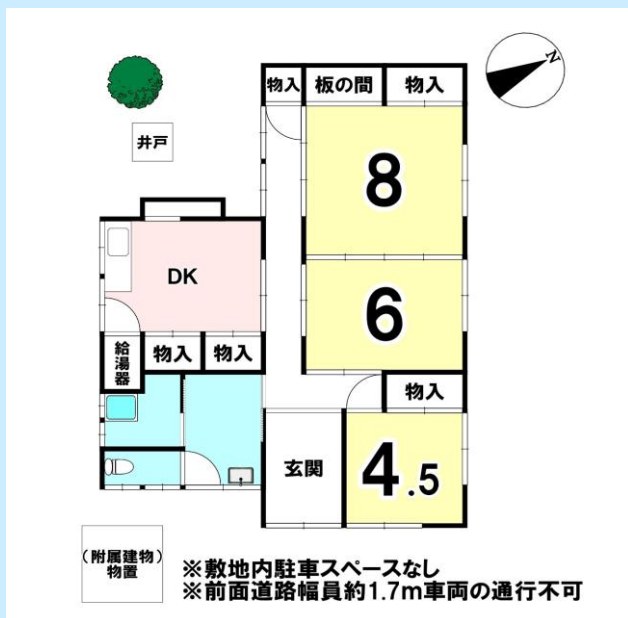 物入 板の間 物入
N
井戸
8
DK
6
給湯器
物入 物入
物入
玄関
4.5
(附属建物)
物置
※敷地内駐車スペースなし
※前面道路幅員約1.7m車両の通行不可